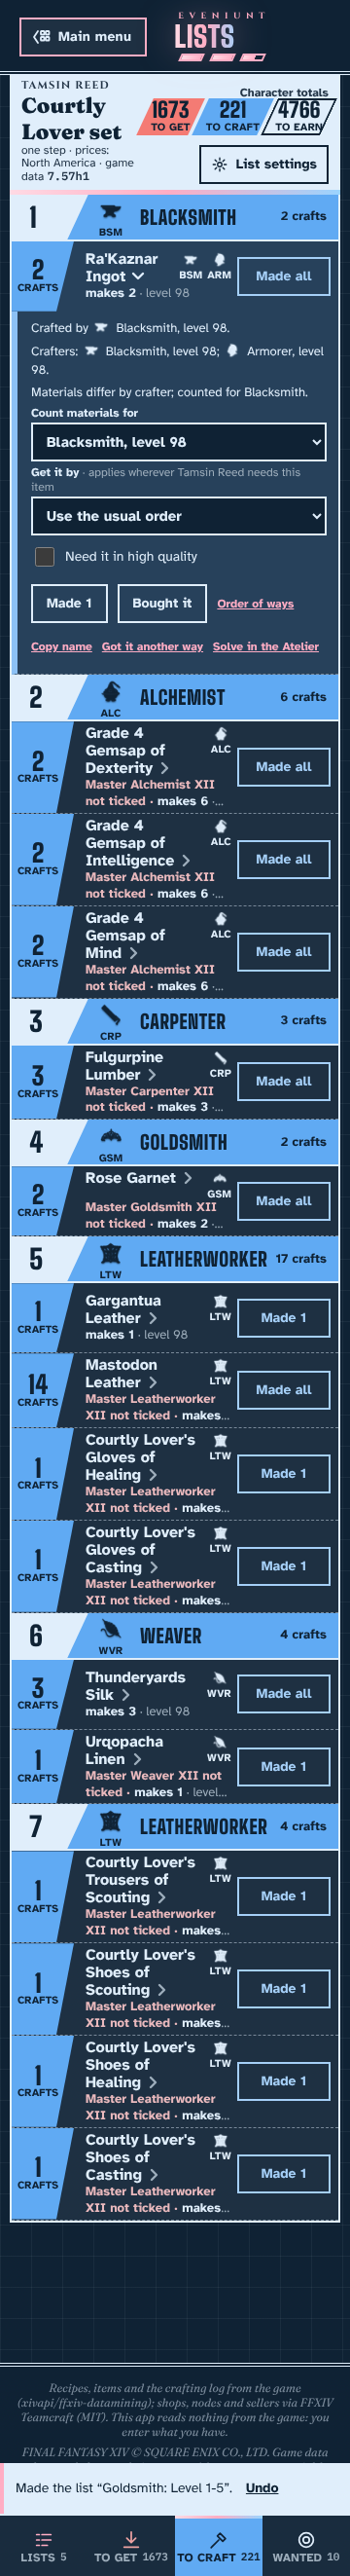 Main menu
EVENIUNT
LISTS
TAMSIN REED
Courtly
Lover set
one step · prices:
North America · game
data 7.57h1
Character totals
1673
TO GET
221
TO CRAFT
4766
TO EARN
List settings
1
BSM
BLACKSMITH
2 crafts
2
CRAFTS
Ra'Kaznar
Ingot
BSM ARM
makes 2 · level 98
Made all
Crafted by Blacksmith, level 98.
Crafters: Blacksmith, level 98; Armorer, level
98.
Materials differ by crafter; counted for Blacksmith.
Count materials for
Blacksmith, level 98
Get it by · applies wherever Tamsin Reed needs this
item
Use the usual order
Need it in high quality
Made 1
Bought it
Order of ways
Copy name
Got it another way
Solve in the Atelier
2
ALC
ALCHEMIST
6 crafts
2
CRAFTS
Grade 4
Gemsap of
Dexterity
ALC
Master Alchemist XII
not ticked · makes 6 ·...
Made all
2
CRAFTS
Grade 4
Gemsap of
Intelligence
ALC
Master Alchemist XII
not ticked · makes 6 ·...
Made all
2
CRAFTS
Grade 4
Gemsap of
Mind
ALC
Master Alchemist XII
not ticked · makes 6 ·...
Made all
3
CRP
CARPENTER
3 crafts
3
CRAFTS
Fulgurpine
Lumber
CRP
Master Carpenter XII
not ticked · makes 3 ·...
Made all
4
GSM
GOLDSMITH
2 crafts
2
CRAFTS
Rose Garnet
GSM
Master Goldsmith XII
not ticked · makes 2 ·...
Made all
5
LTW
LEATHERWORKER
17 crafts
1
CRAFTS
Gargantua
Leather
LTW
makes 1 · level 98
Made 1
14
CRAFTS
Mastodon
Leather
LTW
Master Leatherworker
XII not ticked · makes...
Made all
1
CRAFTS
Courtly Lover's
Gloves of
Healing
LTW
Master Leatherworker
XII not ticked · makes...
Made 1
1
CRAFTS
Courtly Lover's
Gloves of
Casting
LTW
Master Leatherworker
XII not ticked · makes...
Made 1
6
WVR
WEAVER
4 crafts
3
CRAFTS
Thunderyards
Silk
WVR
makes 3 · level 98
Made all
1
CRAFTS
Urqopacha
Linen
WVR
Master Weaver XII not
ticked · makes 1 · level...
Made 1
7
LTW
LEATHERWORKER
4 crafts
1
CRAFTS
Courtly Lover's
Trousers of
Scouting
LTW
Master Leatherworker
XII not ticked · makes...
Made 1
1
CRAFTS
Courtly Lover's
Shoes of
Scouting
LTW
Master Leatherworker
XII not ticked · makes...
Made 1
1
CRAFTS
Courtly Lover's
Shoes of
Healing
LTW
Master Leatherworker
XII not ticked · makes...
Made 1
1
CRAFTS
Courtly Lover's
Shoes of
Casting
LTW
Master Leatherworker
XII not ticked · makes...
Made 1
Recipes, items and the crafting log from the game
(xivapi/ffxiv-datamining); shops, nodes and sellers via FFXIV
Teamcraft (MIT). This app reads nothing from the game: you
enter what you have.
FINAL FANTASY XIV © SQUARE ENIX CO., LTD. Game data
Made the list “Goldsmith: Level 1-5”. Undo
LISTS 5
TO GET 1673
TO CRAFT 221
WANTED 10